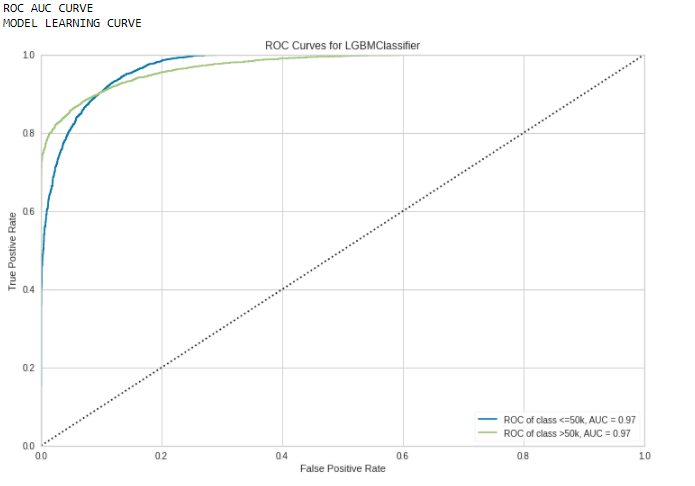 ROC AUC CURVE
MODEL LEARNING CURVE
ROC Curves for LGBMClassifier
1.0
0.8
0.6
0.4
0.2
0.0
True Postive Rate
ROC of class <=50k, AUC = 0.97
ROC of class >50k, AUC = 0.97
0.0 0.2 0.4 0.6 0.8 1.0
False Positive Rate